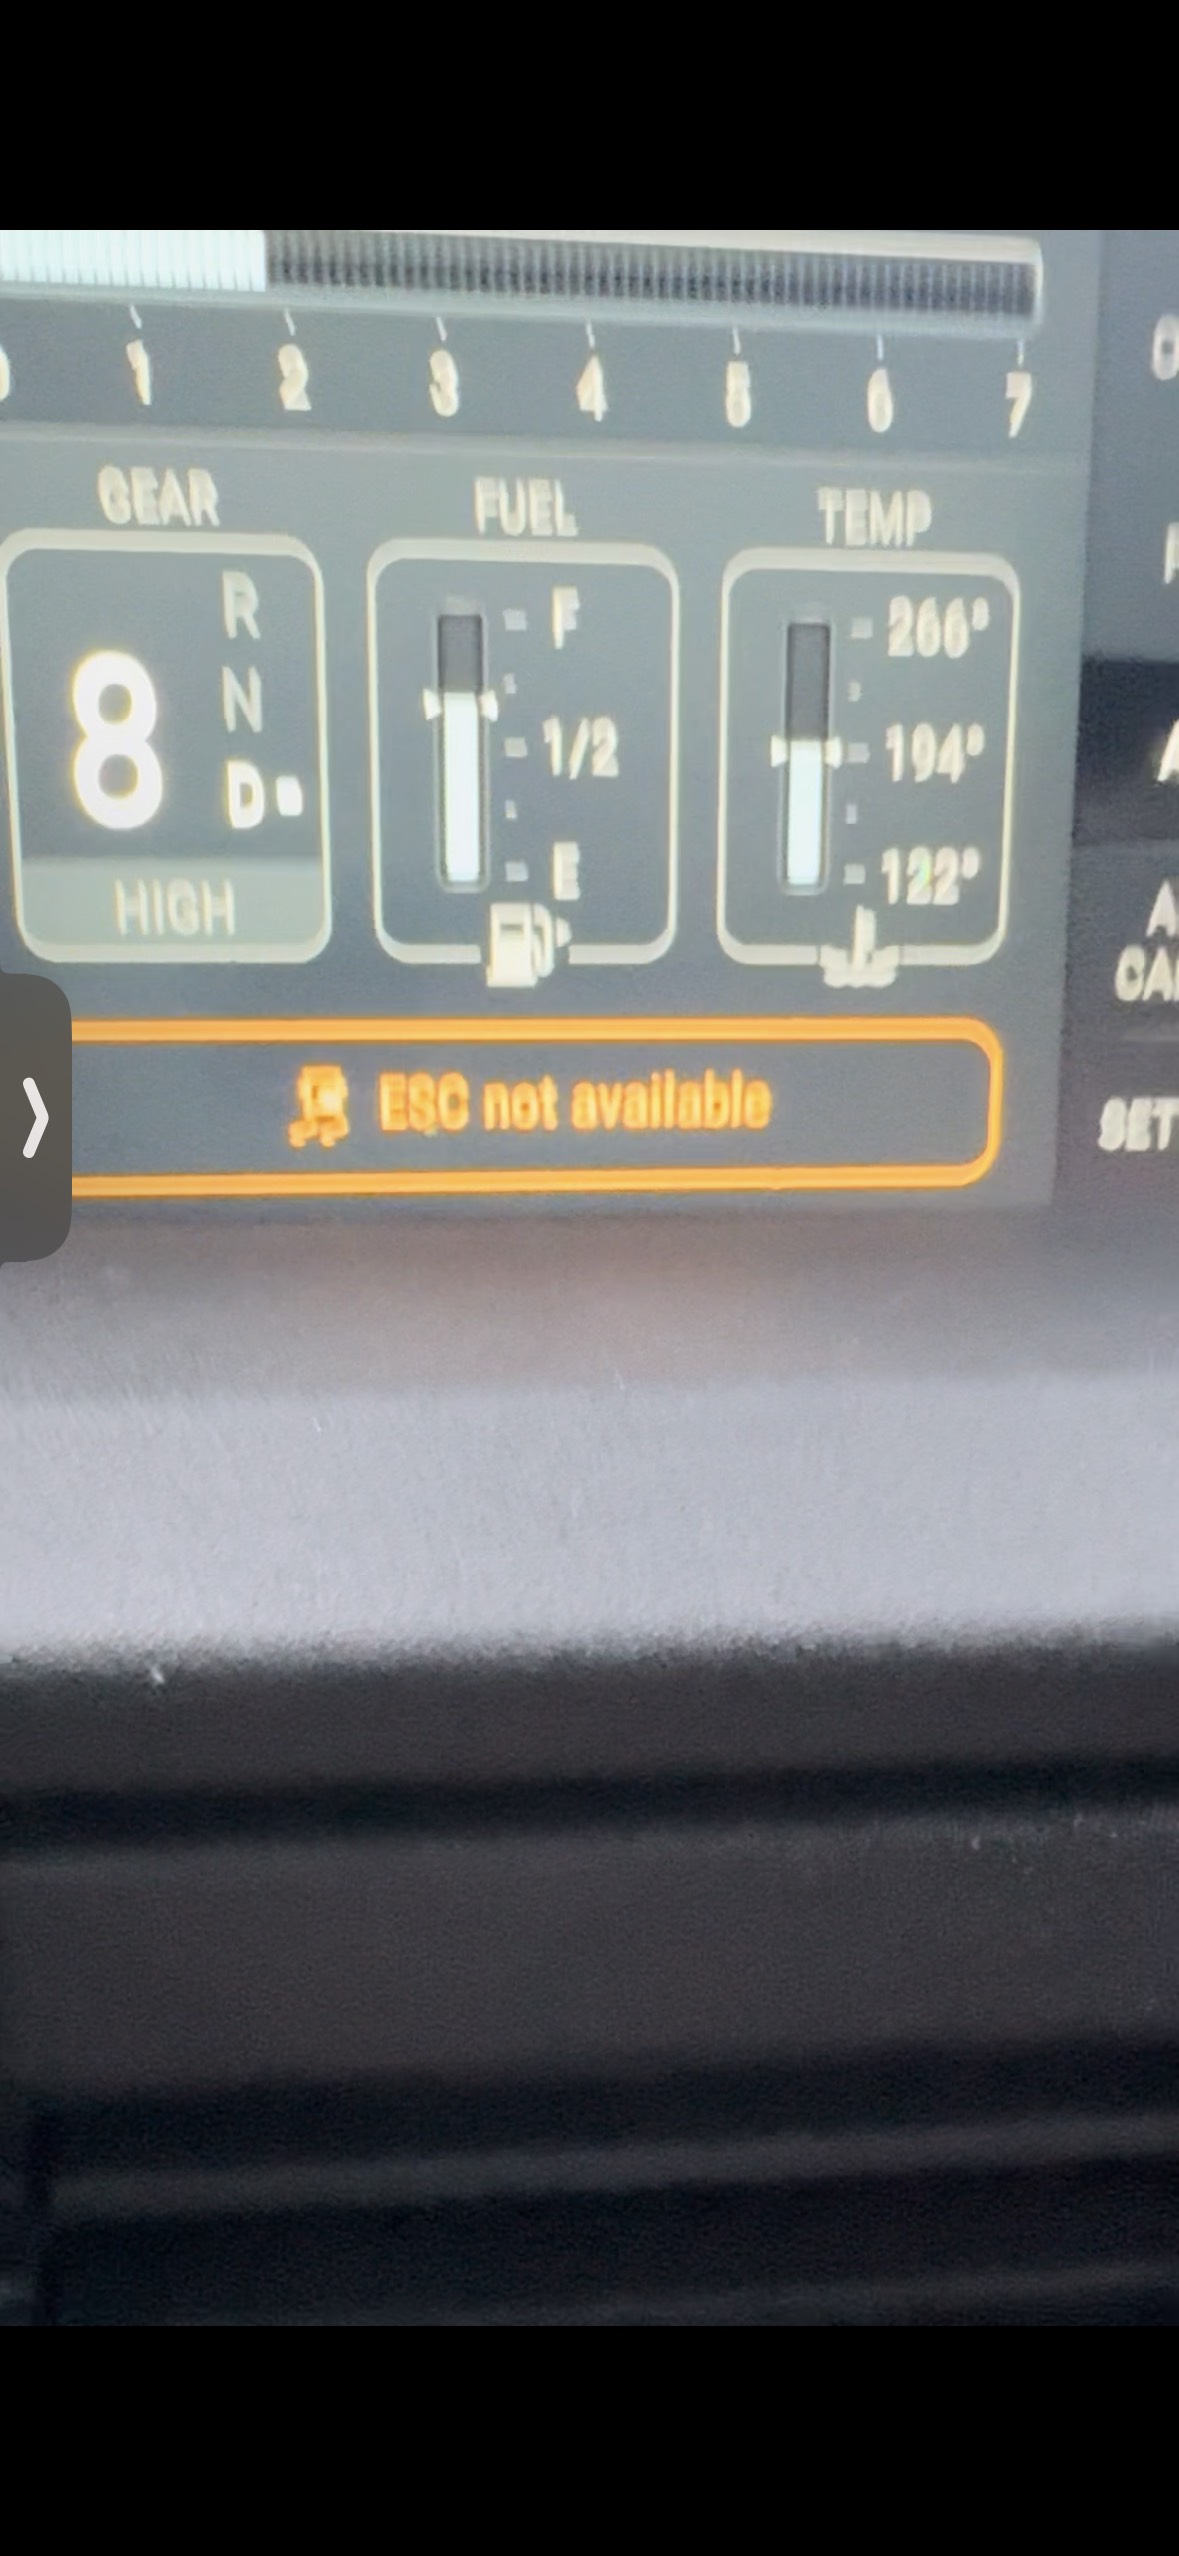 1 2 3 4 5 6 7
GEAR FUEL TEMP
R
N
D
8
HIGH
F
1/2
E
266°
194°
122°
ESC not available
SET